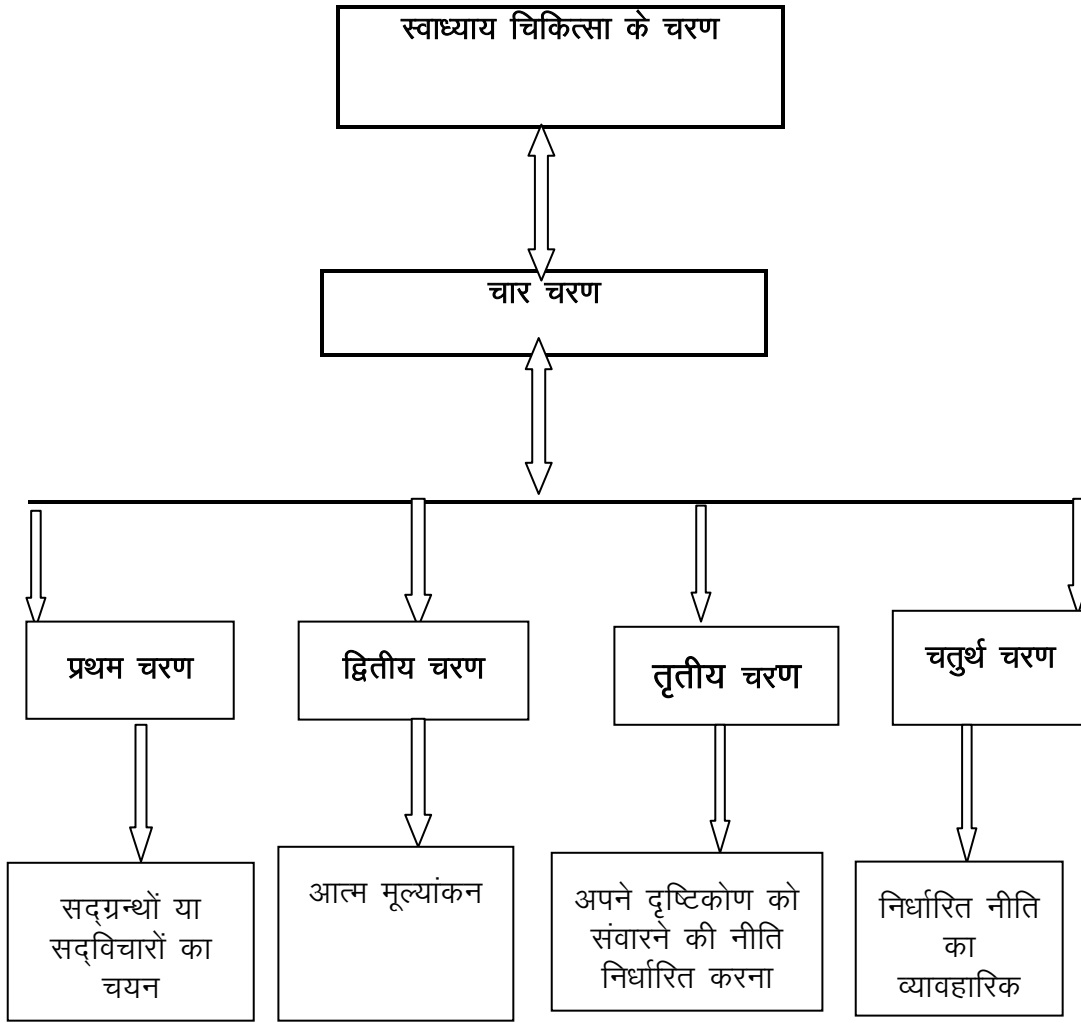 स्वाध्याय चिकित्सा के चरण
चार चरण
प्रथम चरण
द्वितीय चरण
तृतीय चरण
चतुर्थ चरण
सद्ग्रन्थों या
सद्विचारों का
चयन
आत्म मूल्यांकन
अपने दृष्टिकोण को
संवारने की नीति
निर्धारित करना
निर्धारित नीति
का
व्यावहारिक